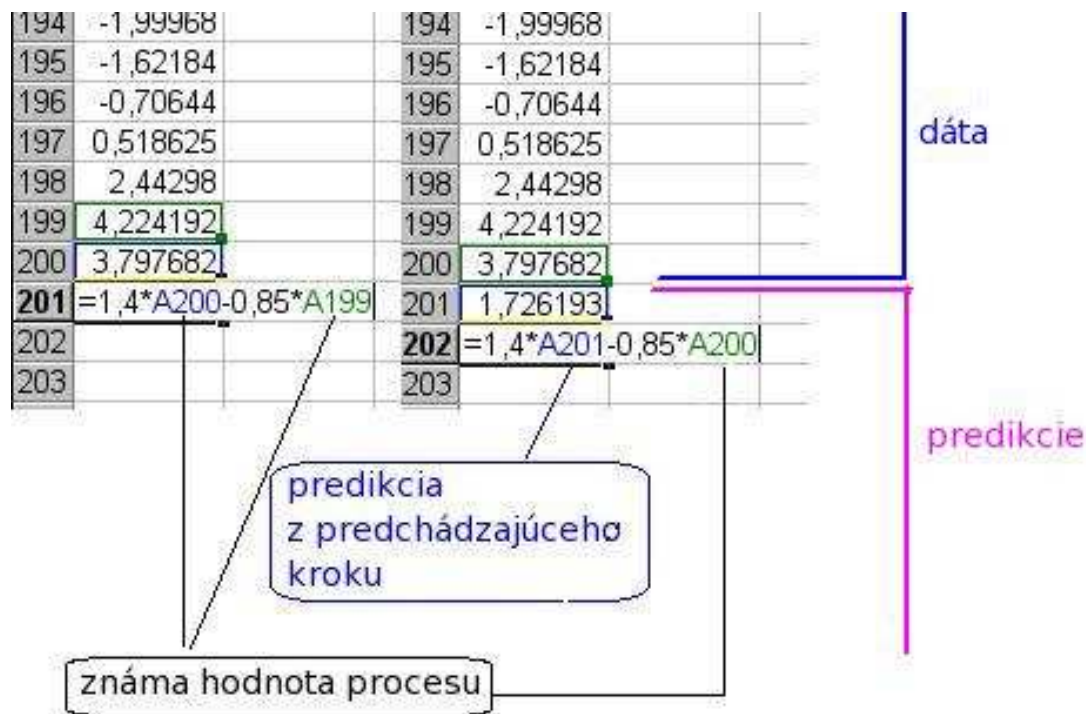 194 -1,99968
195 -1,62184
196 -0,70644
197 0,518625
198 2,44298
199 4,224192
200 3,797682
201 =1,4*A200-0,85*A199
202
203
194 -1,99968
195 -1,62184
196 -0,70644
197 0,518625
198 2,44298
199 4,224192
200 3,797682
201 1,726193
202 =1,4*A201-0,85*A200
203
dáta
predikcie
predikcia
z predchádzajúceho
kroku
známa hodnota procesu